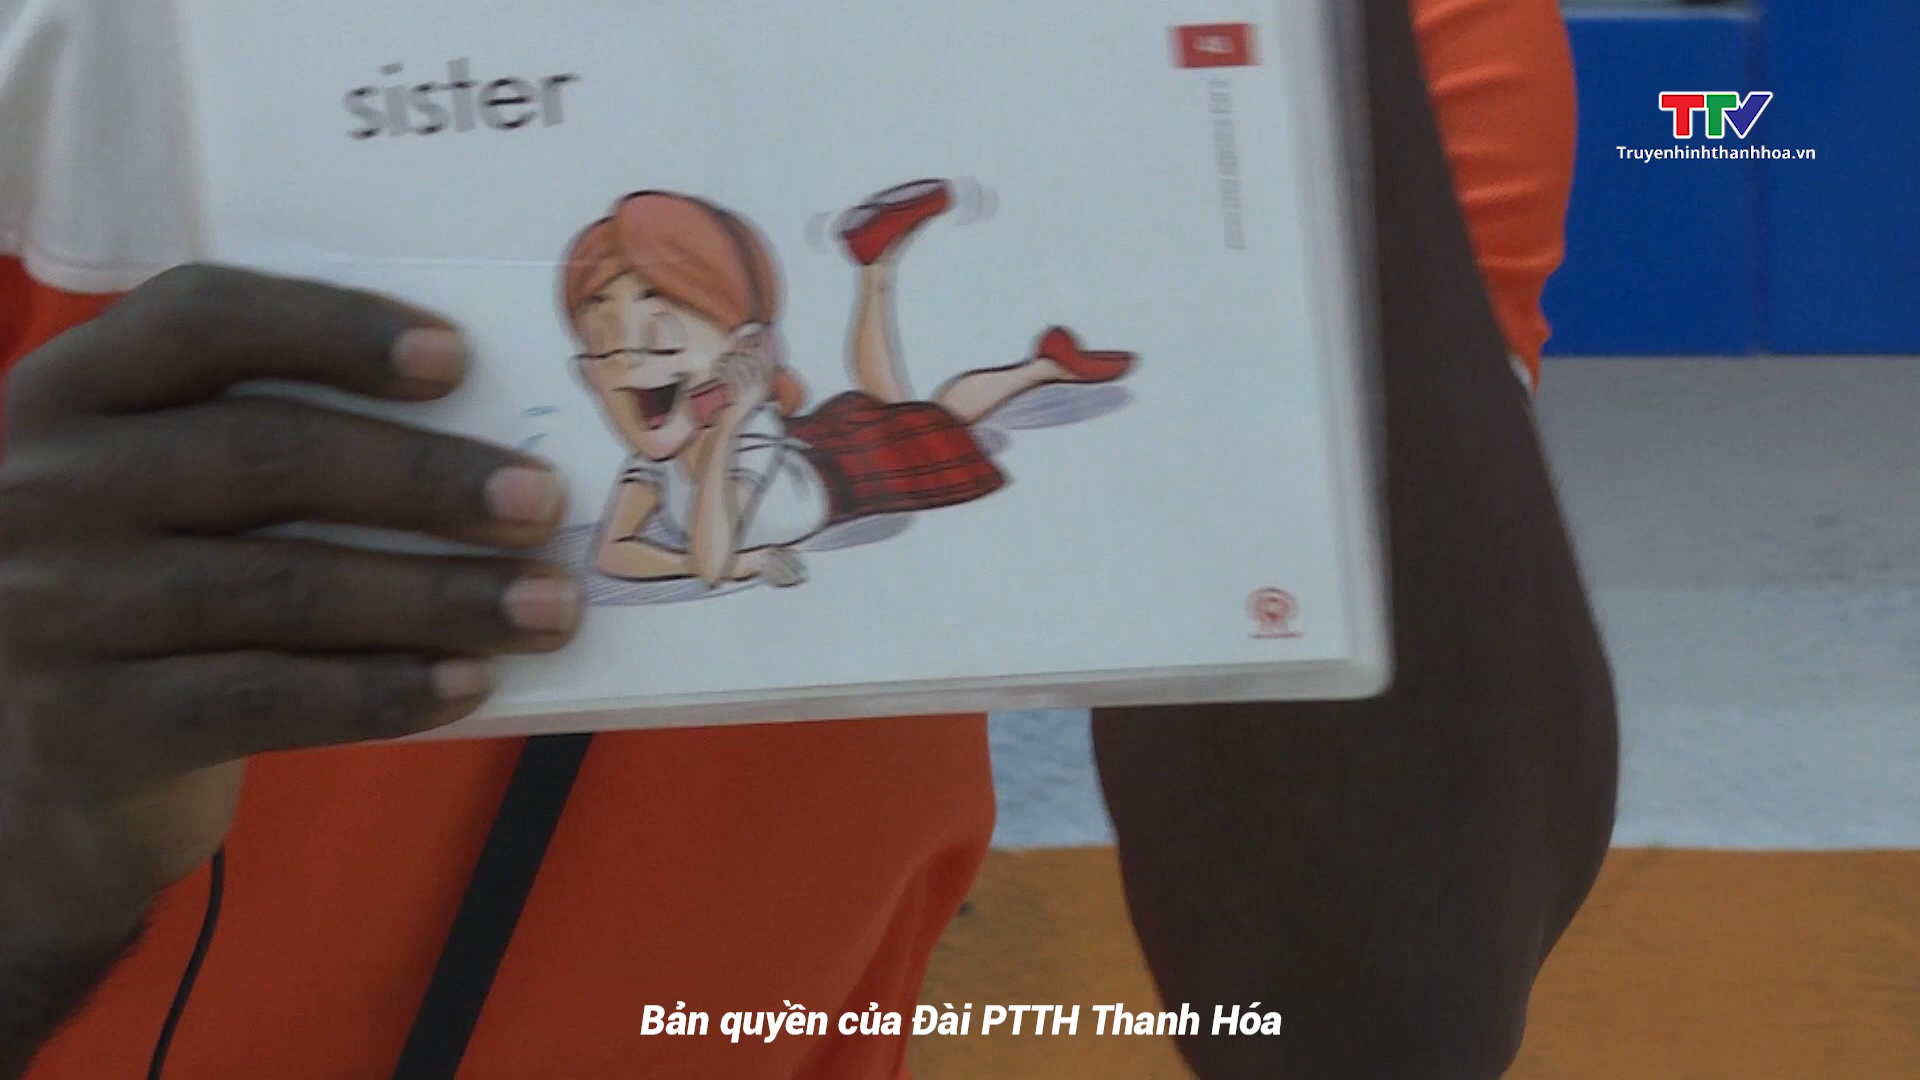 sister
TTV
Truyenhinhthanhhoa.vn
Bản quyền của Đài PTTH Thanh Hóa